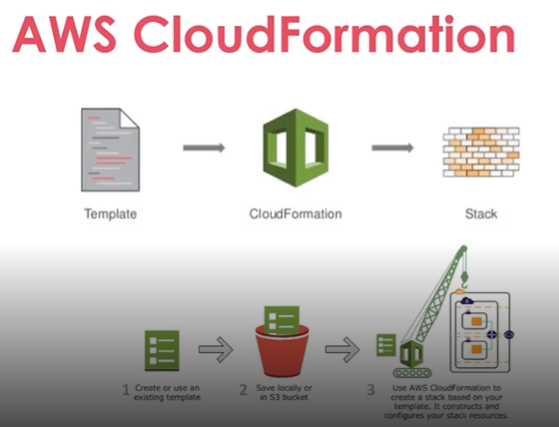 AWS CloudFormation
Template
CloudFormation
Stack
1 Create or use an
existing template
2 Save locally or
in S3 bucket
3 Use AWS CloudFormation to
create a stack based on your
template. It constructs and
configures your stack resources.